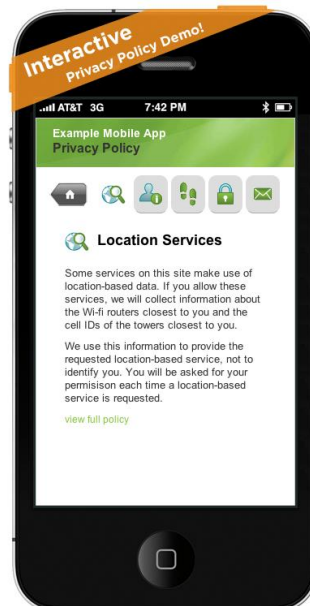 Interactive
Privacy Policy Demo!
AT&T 3G 7:42 PM
Example Mobile App
Privacy Policy
Location Services
Some services on this site make use of
location-based data. If you allow these
services, we will collect information about
the Wi-fi routers closest to you and the
cell IDs of the towers closest to you.
We use this information to provide the
requested location-based service, not to
identify you. You will be asked for your
permisison each time a location-based
service is requested.
view full policy